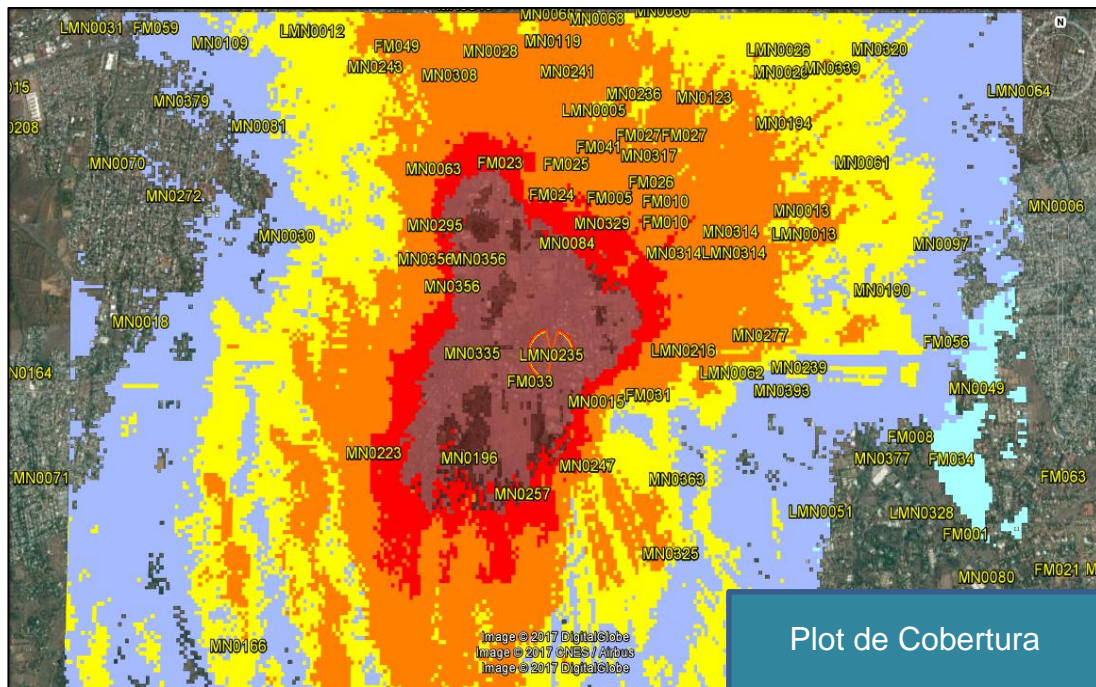 MN0068
LMN0031 FM059
LMN0012
MN0109
FM049
MN0028
MN0119
LMN0026
MN0320
MN0243
MN0308
MN0241
MN0339
LMN0064
MN0379
MN0236
MN0123
LMN0005
0208
MN0081
FM027 FM027
MN0194
FM041
MN0317
MN0070
MN0063
FM023
FM025
MN0061
MN0272
FM024
FM005
FM026
FM010
MN0006
MN0295
MN0329
FM010
MN0013
MN0030
MN0084
MN0314
LMN0013
MN0097
MN0356 MN0356
MN0314 LMN0314
MN0356
MN0190
MN0018
MN0277
FM056
MN0335
LMN0235
LMN0216
N0164
FM033
LMN0062
MN0239
MN0015
FM031
MN0393
MN0049
MN0223
MN0196
MN0247
FM008
MN0377
FM034
MN0071
MN0257
MN0363
FM063
LMN0051
LMN0328
FM001
MN0325
MN0080
FM021
MN0166
Image © 2017 DigitalGlobe
Image © 2017 CNES / Airbus
Image © 2017 DigitalGlobe
Plot de Cobertura
N